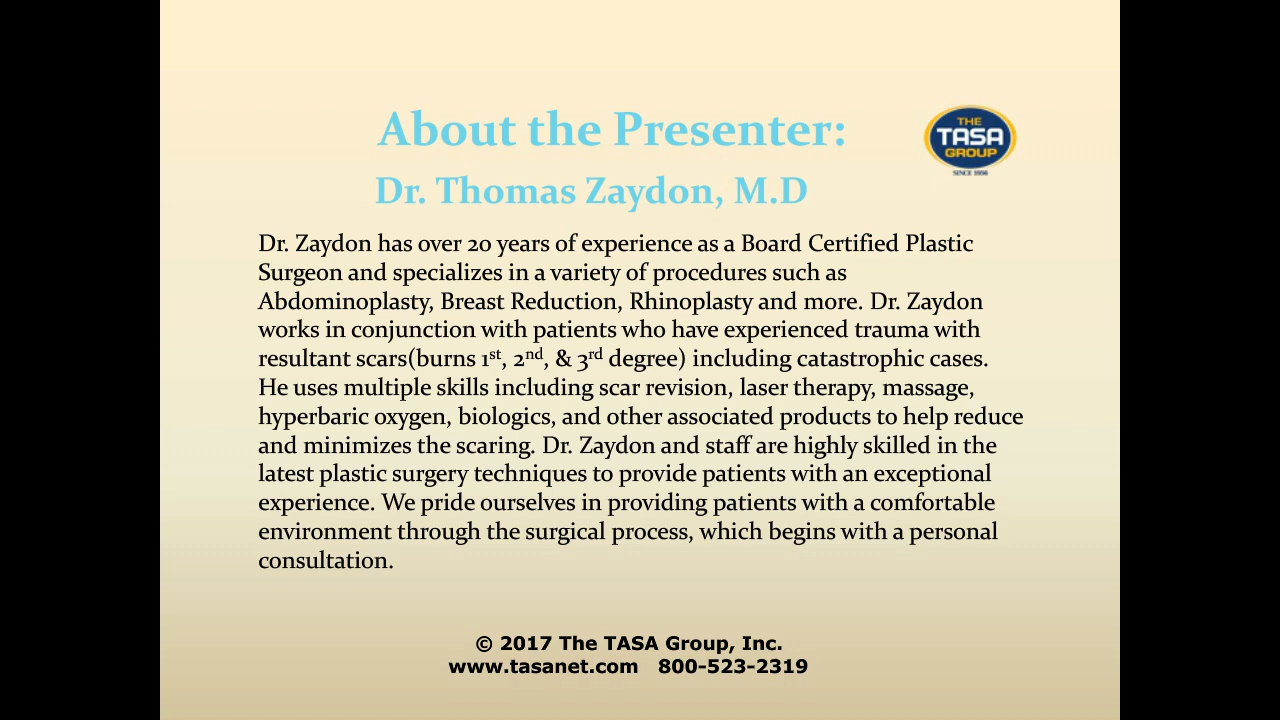 About the Presenter:
THE
TASA
GROUP
SINCE 1956
Dr. Thomas Zaydon, M.D
Dr. Zaydon has over 20 years of experience as a Board Certified Plastic
Surgeon and specializes in a variety of procedures such as
Abdominoplasty, Breast Reduction, Rhinoplasty and more. Dr. Zaydon
works in conjunction with patients who have experienced trauma with
resultant scars(burns 1st, 2nd, & 3rd degree) including catastrophic cases.
He uses multiple skills including scar revision, laser therapy, massage,
hyperbaric oxygen, biologics, and other associated products to help reduce
and minimizes the scaring. Dr. Zaydon and staff are highly skilled in the
latest plastic surgery techniques to provide patients with an exceptional
experience. We pride ourselves in providing patients with a comfortable
environment through the surgical process, which begins with a personal
consultation.
© 2017 The TASA Group, Inc.
www.tasanet.com 800-523-2319